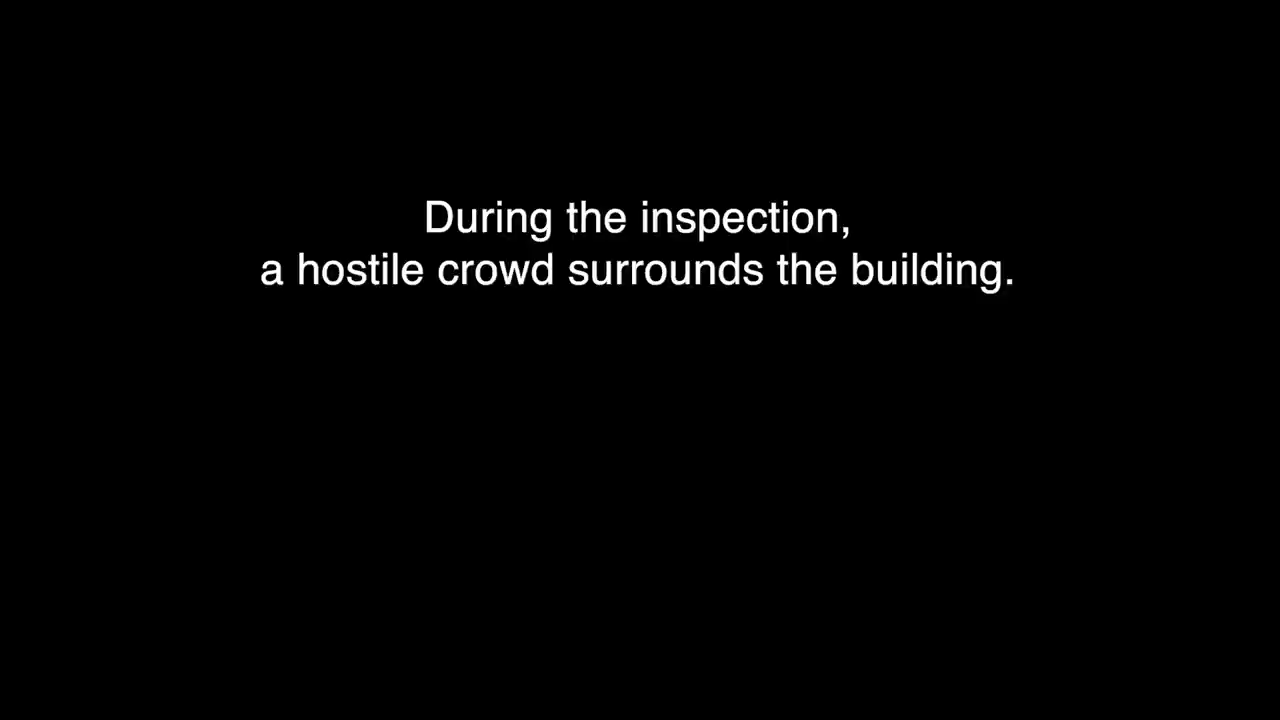 During the inspection,
a hostile crowd surrounds the building.